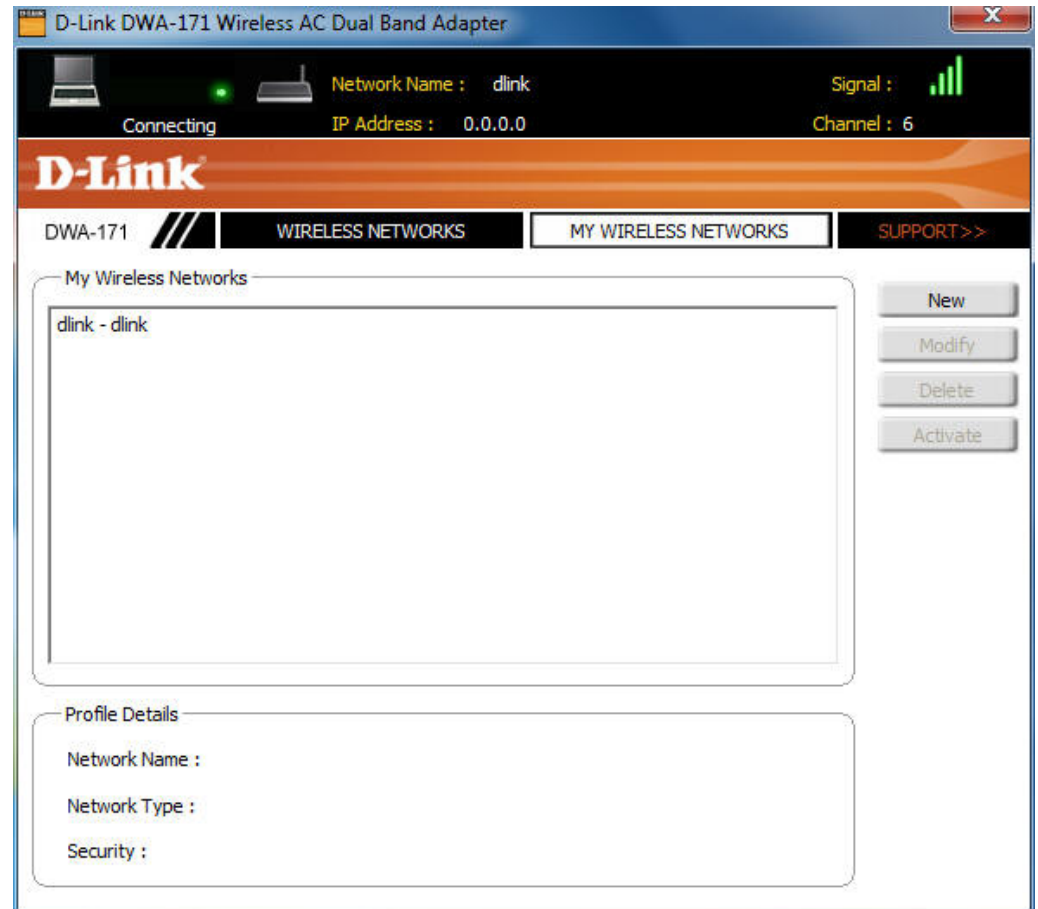 D-Link DWA-171 Wireless AC Dual Band Adapter
Network Name : dlink Signal :
Connecting IP Address : 0.0.0.0 Channel : 6
D-Link
DWA-171 WIRELESS NETWORKS MY WIRELESS NETWORKS SUPPORT>>
My Wireless Networks
dlink - dlink
New
Modify
Delete
Activate
Profile Details
Network Name :
Network Type :
Security :